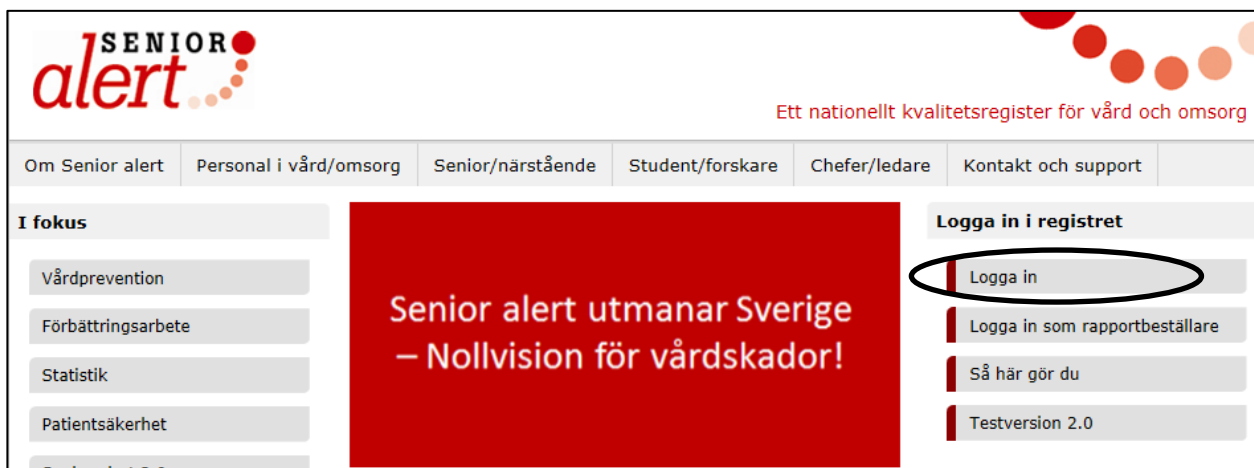 SENIOR
alert
Ett nationellt kvalitetsregister för vård och omsorg
Om Senior alert
Personal i vård/omsorg
Senior/närstående
Student/forskare
Chefer/ledare
Kontakt och support
I fokus
Vårdprevention
Förbättringsarbete
Statistik
Patientsäkerhet
Senior alert utmanar Sverige
– Nollvision för vårdskador!
Logga in i registret
Logga in
Logga in som rapportbeställare
Så här gör du
Testversion 2.0